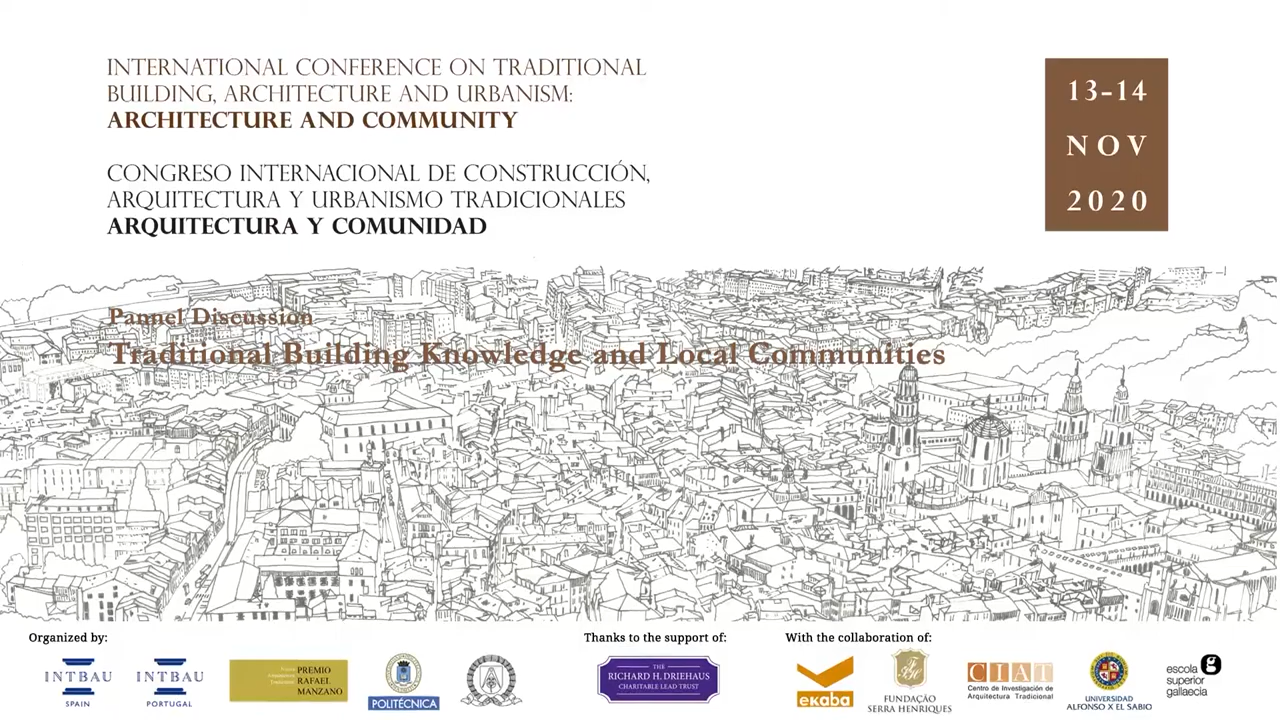 INTERNATIONAL CONFERENCE ON TRADITIONAL
BUILDING, ARCHITECTURE AND URBANISM:
ARCHITECTURE AND COMMUNITY
CONGRESO INTERNACIONAL DE CONSTRUCCIÓN,
ARQUITECTURA Y URBANISMO TRADICIONALES
ARQUITECTURA Y COMUNIDAD
13-14
NOV
2020
Pannel Discussion
Traditional Building Knowledge and Local Communities
Organized by:
INTBAU
SPAIN
INTBAU
PORTUGAL
PREMIO
RAFAEL
MANZANO
POLITÉCNICA
Thanks to the support of:
THE
RICHARD H. DRIEHAUS
CHARITABLE LEAD TRUST
With the collaboration of:
ekaba
FUNDAÇÃO
SERRA HENRIQUES
CIAT
Centro de Investigación de
Arquitectura Tradicional
UNIVERSIDAD
ALFONSO X EL SABIO
escola
superior
gallaecia
g